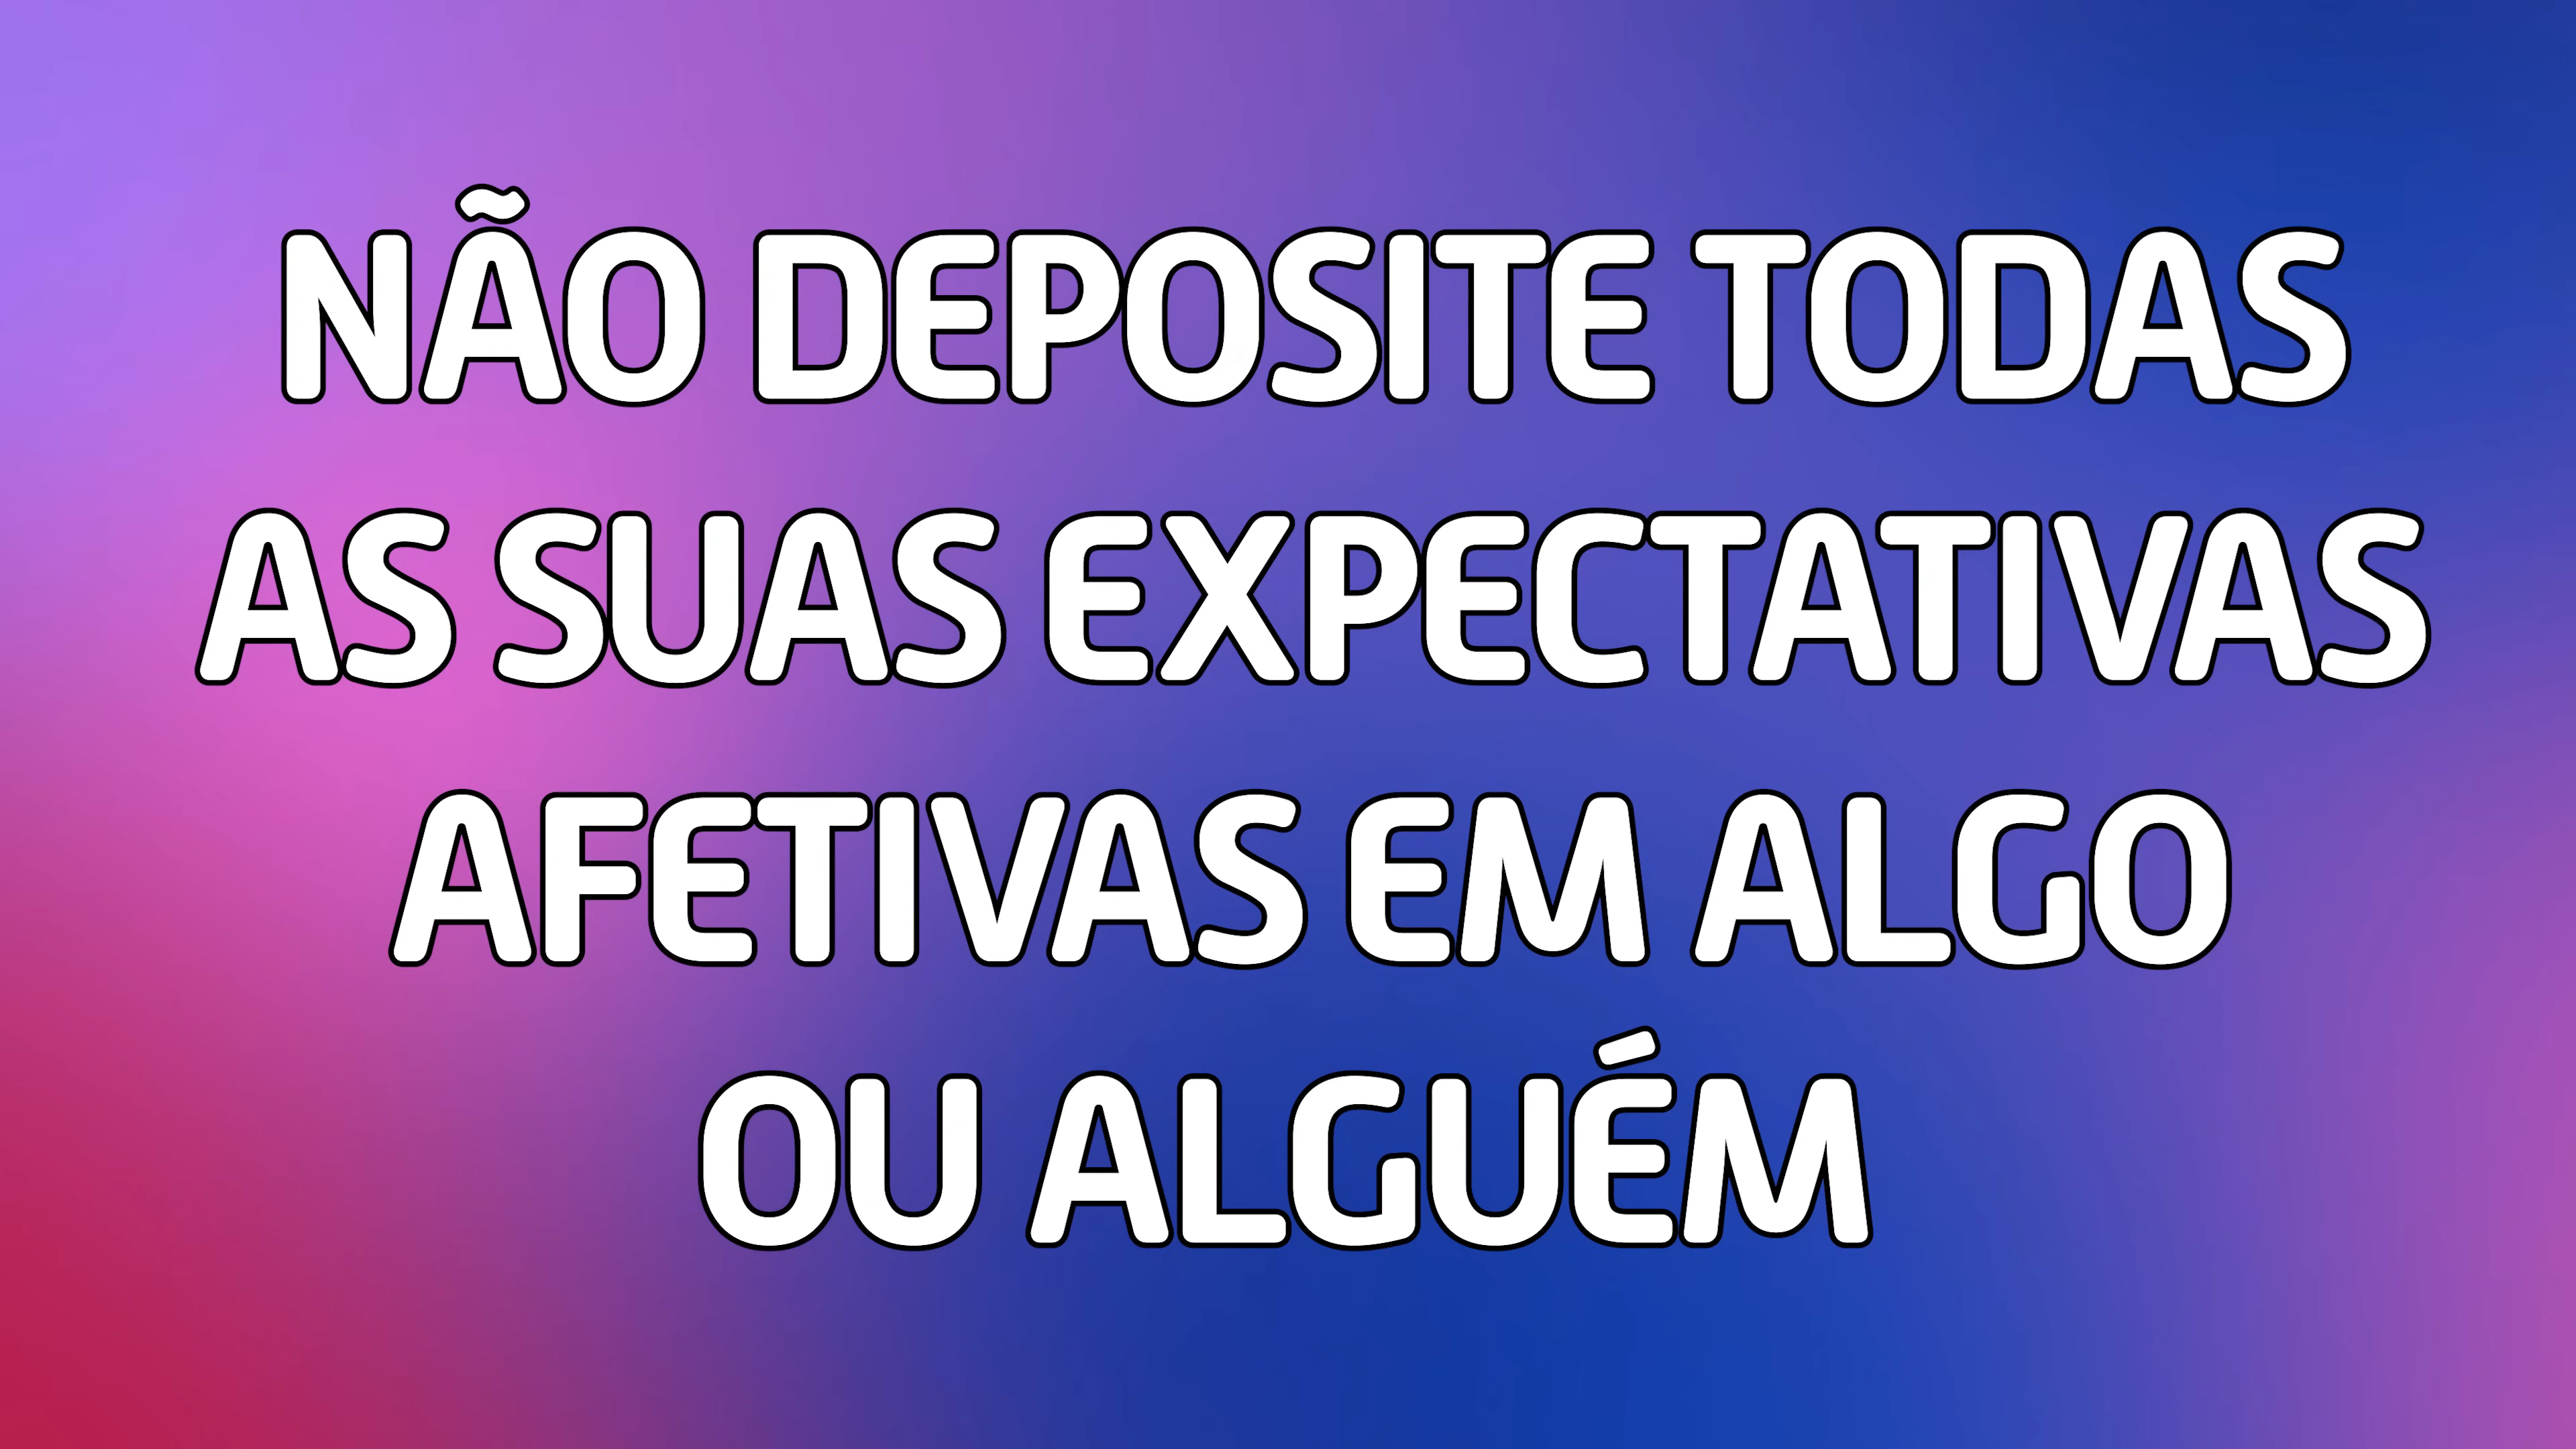 NÃO DEPOSITE TODAS
AS SUAS EXPECTATIVAS
AFETIVAS EM ALGO
OU ALGUÉM